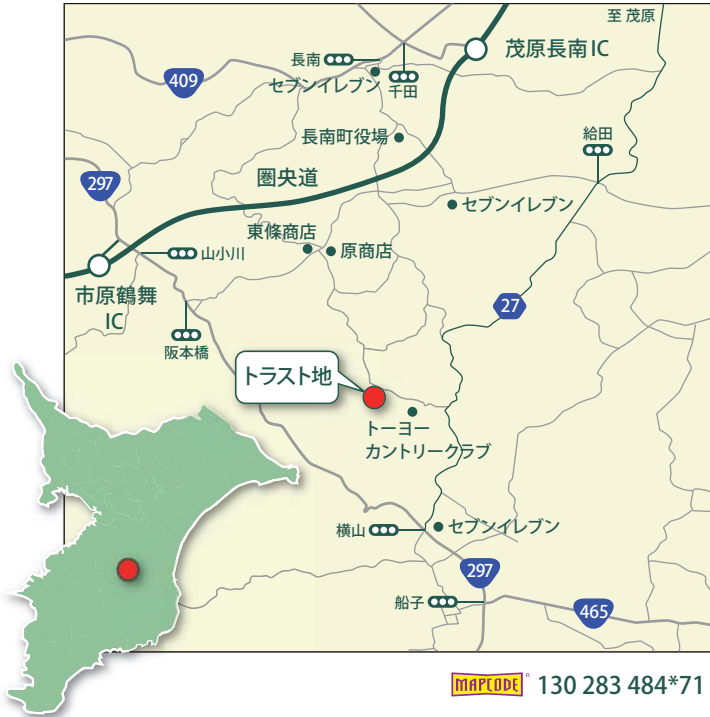 至 茂原
茂原長南IC
長南
セブンイレブン
千田
409
長南町役場
給田
圏央道
297
セブンイレブン
東條商店
原商店
山小川
市原鶴舞
IC
27
阪本橋
トラスト地
トーヨー
カントリークラブ
横山
セブンイレブン
297
船子
465
MAPCODE ® 130 283 484*71